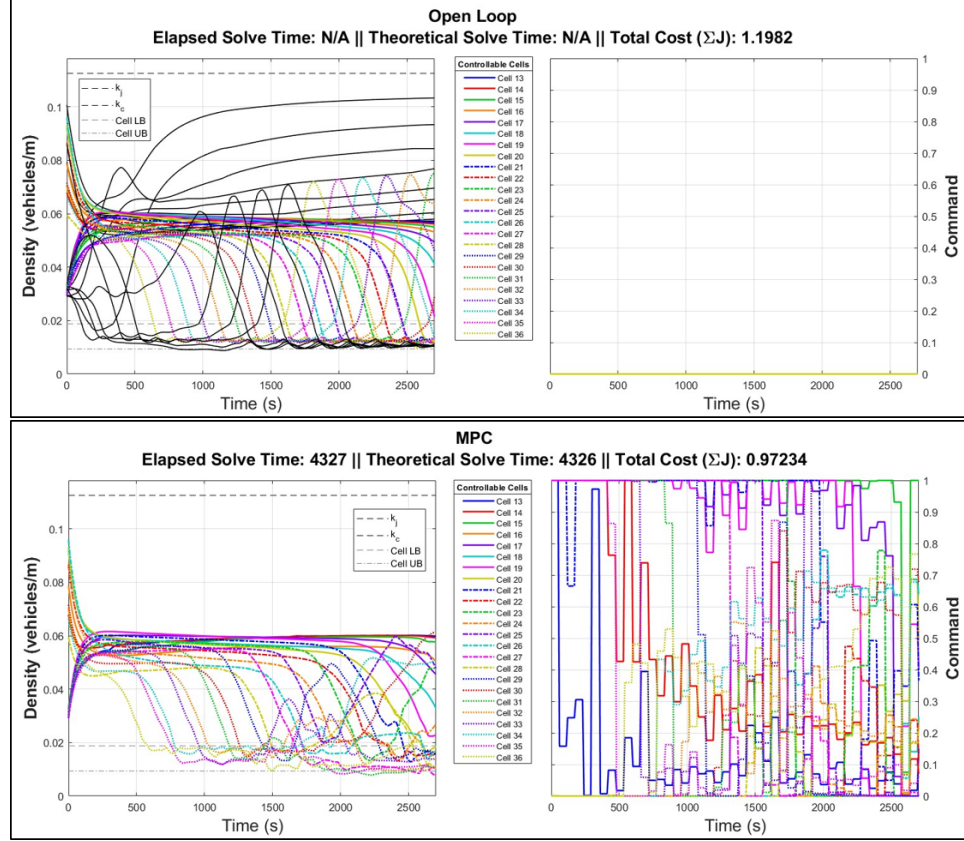 Open Loop
Elapsed Solve Time: N/A || Theoretical Solve Time: N/A || Total Cost (ΣJ): 1.1982
Density (vehicles/m)
0.1
0.08
0.06
0.04
0.02
0
0
500
1000
1500
2000
2500
Time (s)
k_j
k_c
Cell LB
Cell UB
Controllable Cells
Cell 13
Cell 14
Cell 15
Cell 16
Cell 17
Cell 18
Cell 19
Cell 20
Cell 21
Cell 22
Cell 23
Cell 24
Cell 25
Cell 26
Cell 27
Cell 28
Cell 29
Cell 30
Cell 31
Cell 32
Cell 33
Cell 34
Cell 35
Cell 36
0
500
1000
1500
2000
2500
Time (s)
1
0.9
0.8
0.7
0.6
0.5
0.4
0.3
0.2
0.1
0
Command
MPC
Elapsed Solve Time: 4327 || Theoretical Solve Time: 4326 || Total Cost (ΣJ): 0.97234
Density (vehicles/m)
0.1
0.08
0.06
0.04
0.02
0
0
500
1000
1500
2000
2500
Time (s)
k_j
k_c
Cell LB
Cell UB
Controllable Cells
Cell 13
Cell 14
Cell 15
Cell 16
Cell 17
Cell 18
Cell 19
Cell 20
Cell 21
Cell 22
Cell 23
Cell 24
Cell 25
Cell 26
Cell 27
Cell 28
Cell 29
Cell 30
Cell 31
Cell 32
Cell 33
Cell 34
Cell 35
Cell 36
0
500
1000
1500
2000
2500
Time (s)
1
0.9
0.8
0.7
0.6
0.5
0.4
0.3
0.2
0.1
0
Command